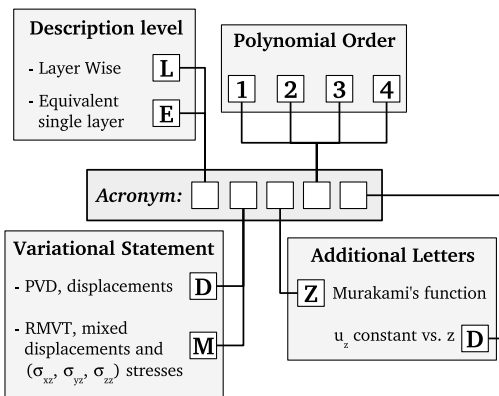 Description level
- Layer Wise L
- Equivalent
single layer E
Polynomial Order
1 2 3 4
Acronym:
Variational Statement
- PVD, displacements D
- RMVT, mixed
displacements and M
(σxz, σyz, σzz) stresses
Additional Letters
Z Murakami's function
uz constant vs. z D